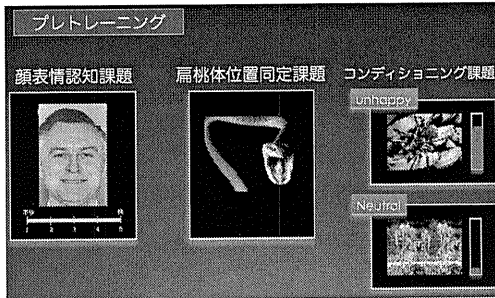 プレトレーニング
顔表情認知課題
扁桃体位置同定課題
コンディショニング課題
unhappy
Neutral
1 2 3 4 5